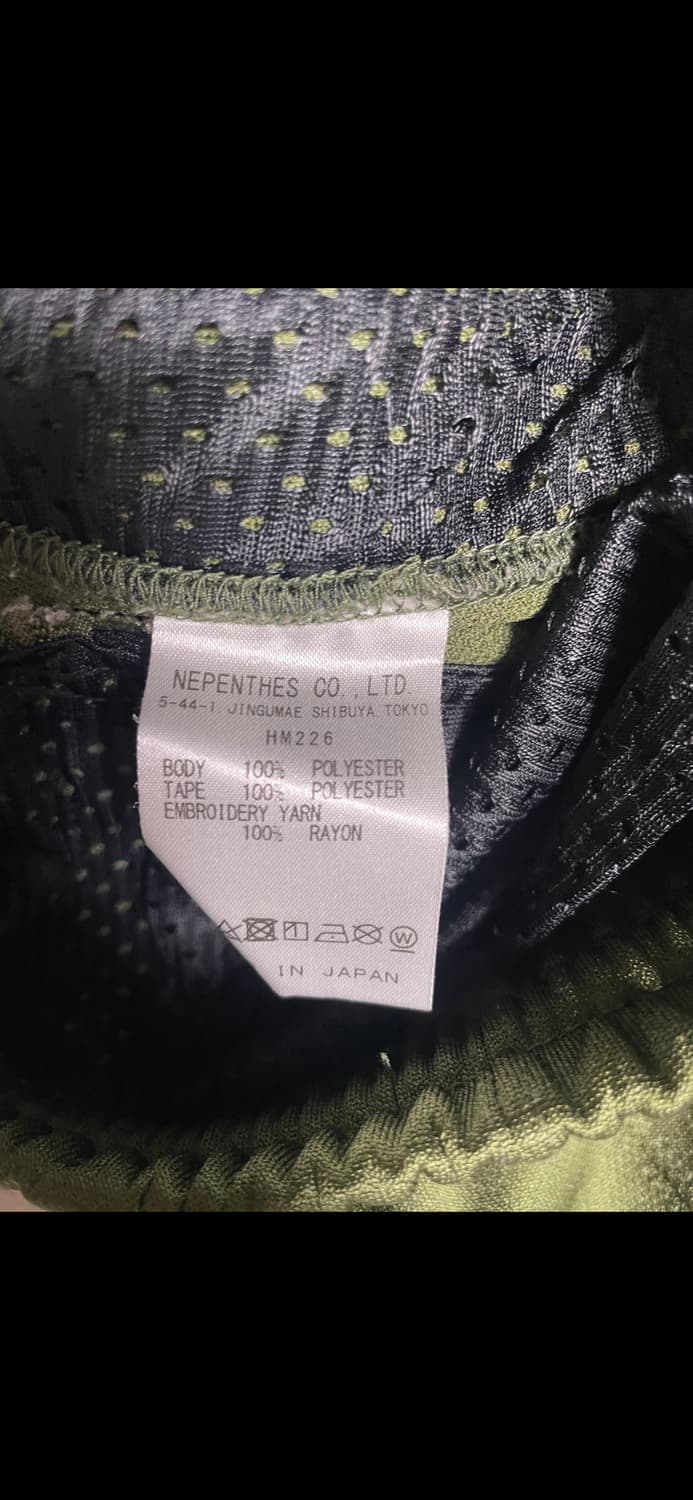 NEPENTHES CO.,LTD.
5-44-1, JINGUMAE SHIBUYA. TOKYO
HM226
BODY 100% POLYESTER
TAPE 100% POLYESTER
EMBROIDERY YARN
100% RAYON
W
IN JAPAN